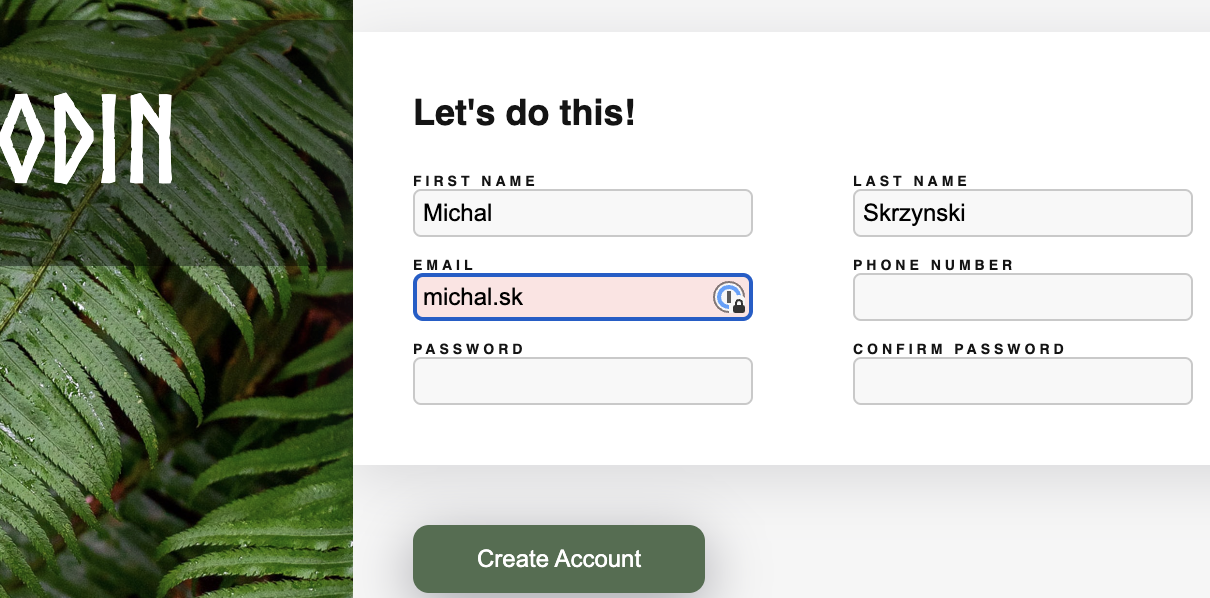 ODIN
Let's do this!
FIRST NAME
LAST NAME
Michal
Skrzynski
EMAIL
PHONE NUMBER
michal.sk
PASSWORD
CONFIRM PASSWORD
Create Account